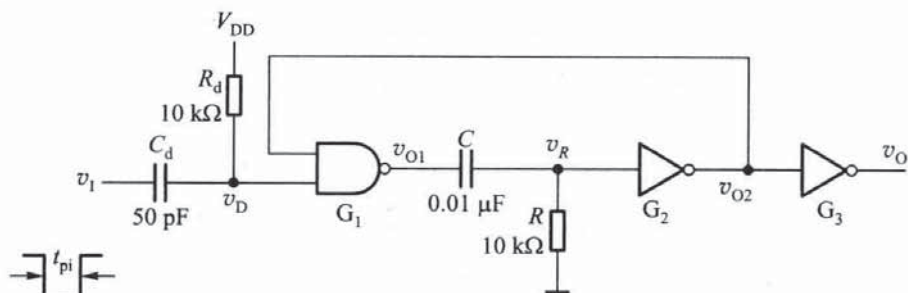 V_DD
R_d
10 kΩ
C_d
v_I
v_D
50 pF
G_1
v_O1
C
0.01 μF
v_R
R
10 kΩ
G_2
v_O2
G_3
v_O
t_pi